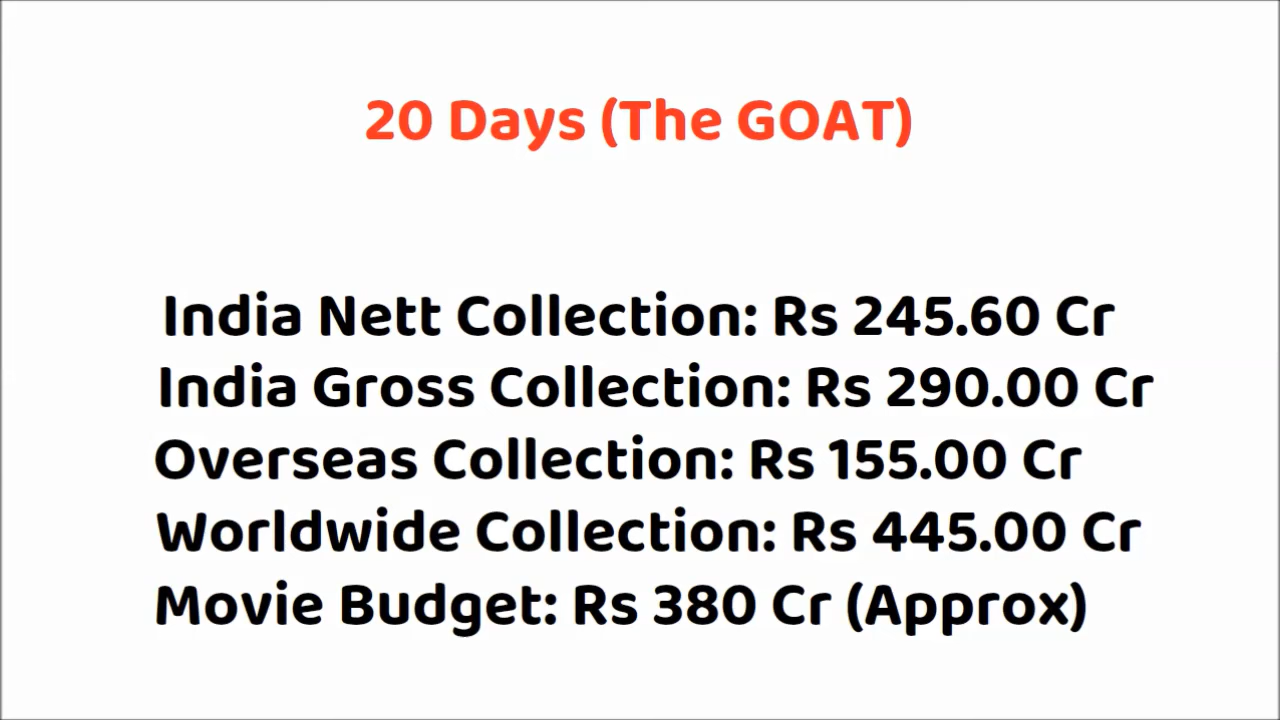 20 Days (The GOAT)
India Nett Collection: Rs 245.60 Cr
India Gross Collection: Rs 290.00 Cr
Overseas Collection: Rs 155.00 Cr
Worldwide Collection: Rs 445.00 Cr
Movie Budget: Rs 380 Cr (Approx)